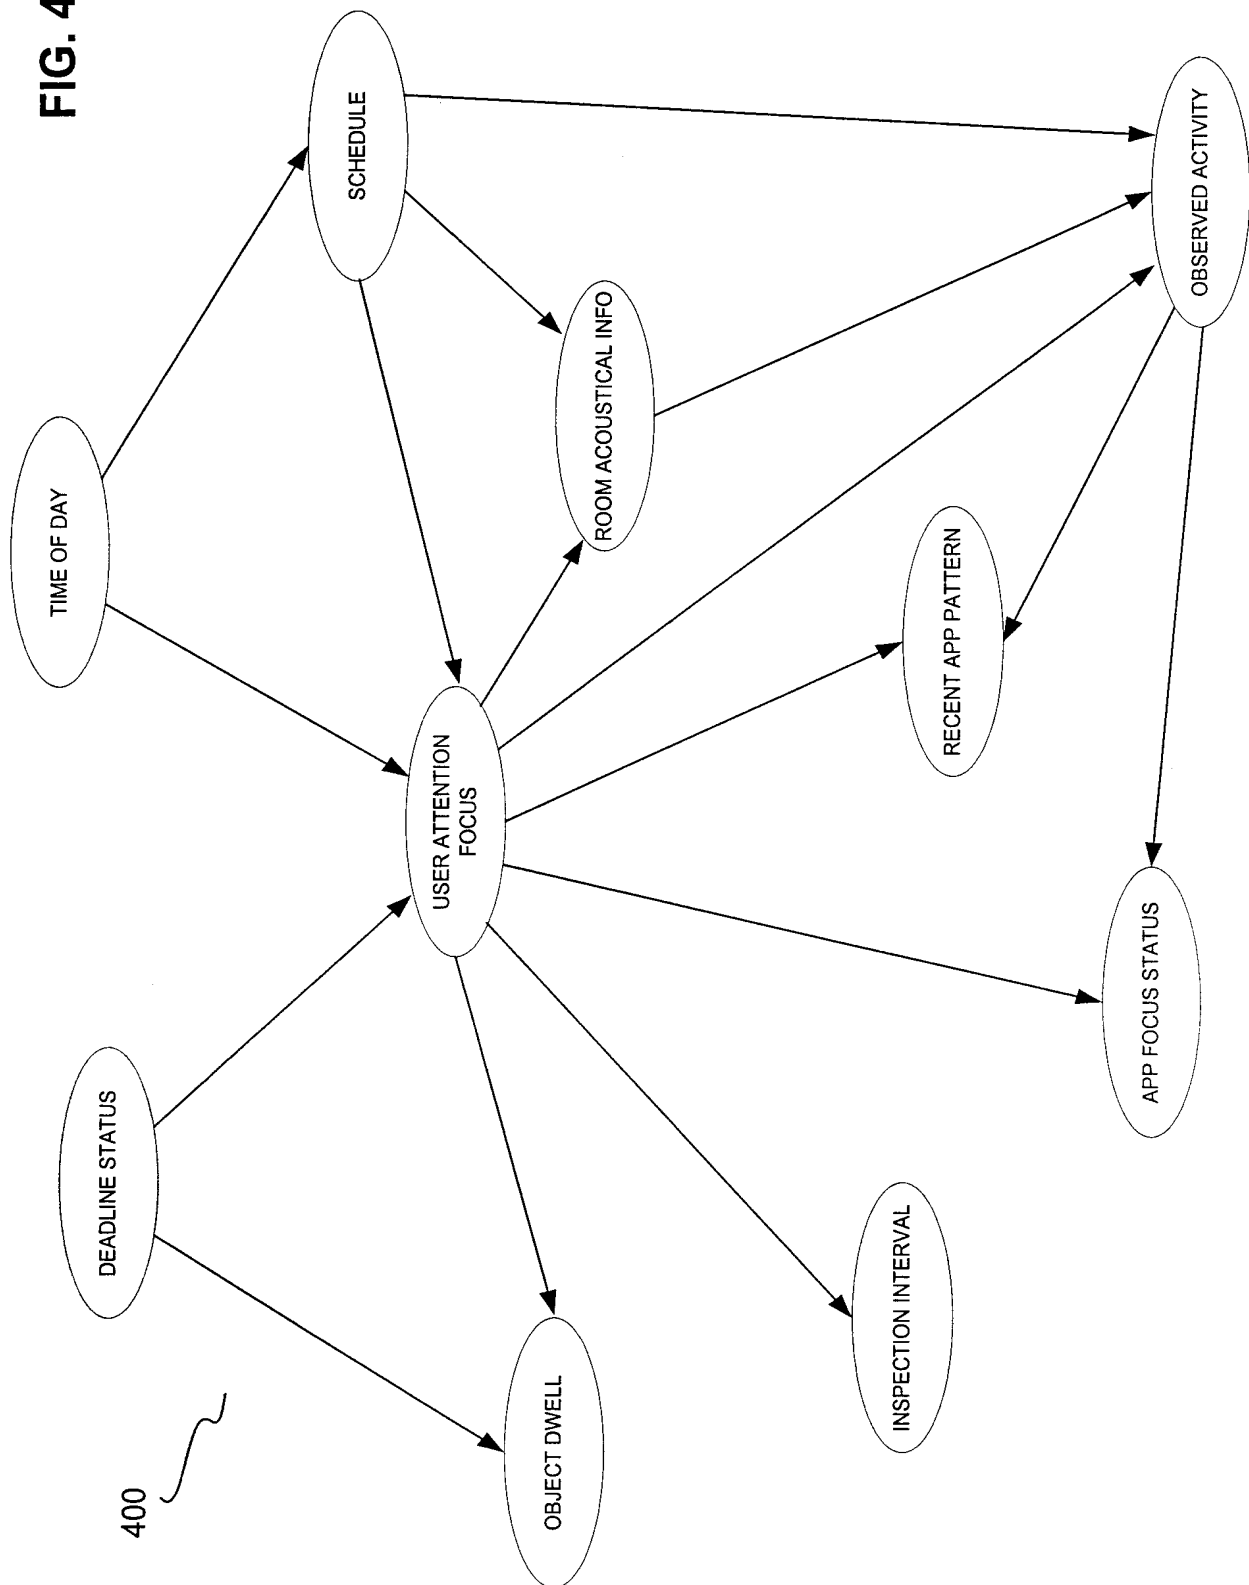 FIG. 4
TIME OF DAY
DEADLINE STATUS
SCHEDULE
USER ATTENTION
FOCUS
OBJECT DWELL
ROOM ACOUSTICAL INFO
INSPECTION INTERVAL
RECENT APP PATTERN
APP FOCUS STATUS
OBSERVED ACTIVITY
400